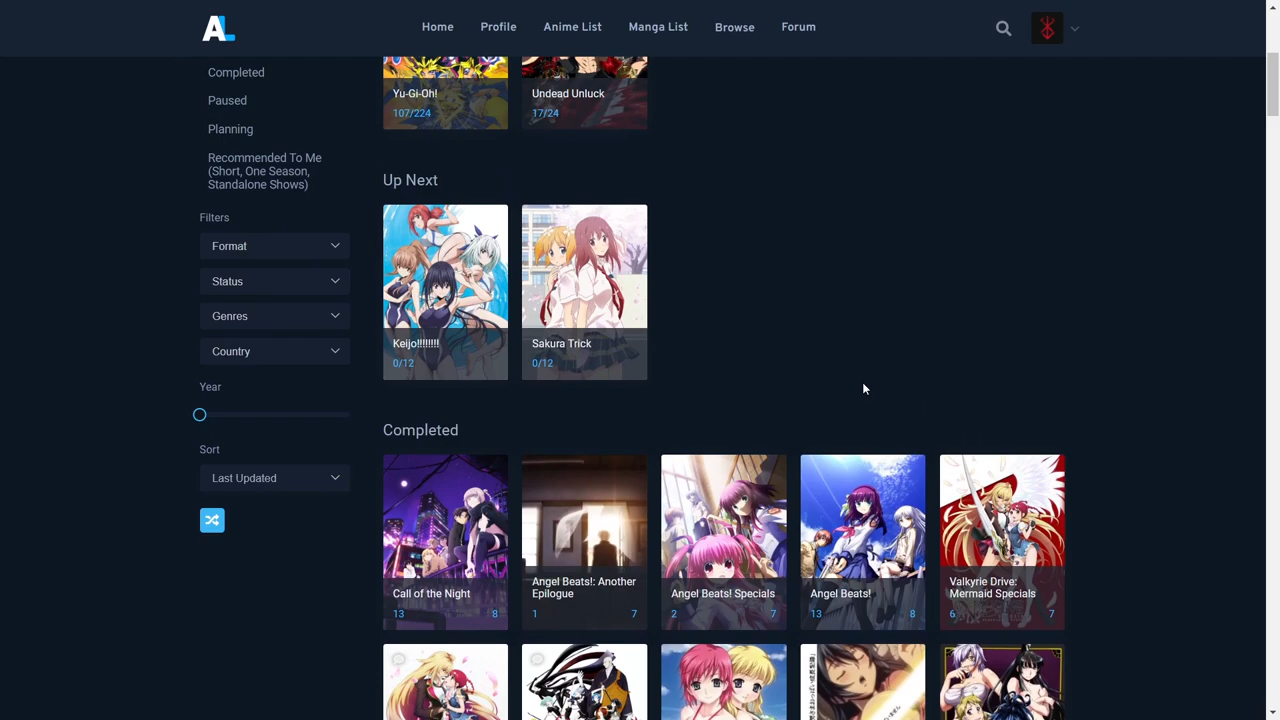 AL
Home
Profile
Anime List
Manga List
Browse
Forum
Completed
Paused
Planning
Recommended To Me
(Short, One Season,
Standalone Shows)
Filters
Format
Status
Genres
Country
Year
Sort
Last Updated
Yu-Gi-Oh!
107/224
Undead Unluck
17/24
Up Next
Keijo!!!!!!!!
0/12
Sakura Trick
0/12
Completed
Call of the Night
13 8
Angel Beats!: Another
Epilogue
1 7
Angel Beats! Specials
2 7
Angel Beats!
13 8
Valkyrie Drive:
Mermaid Specials
6 7